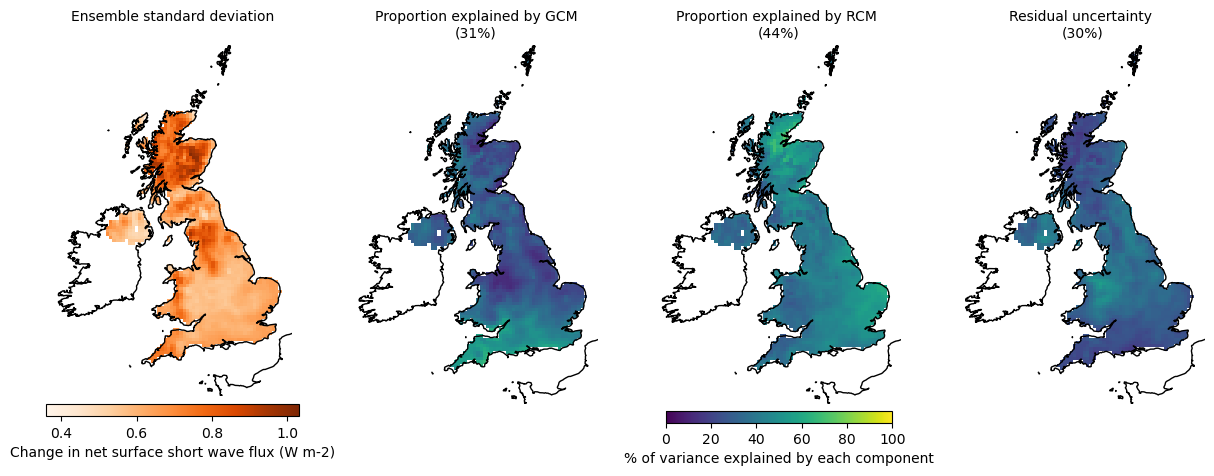 Ensemble standard deviation
Proportion explained by GCM
(31%)
Proportion explained by RCM
(44%)
Residual uncertainty
(30%)
0.4 0.6 0.8 1.0
Change in net surface short wave flux (W m-2)
0 20 40 60 80 100
% of variance explained by each component